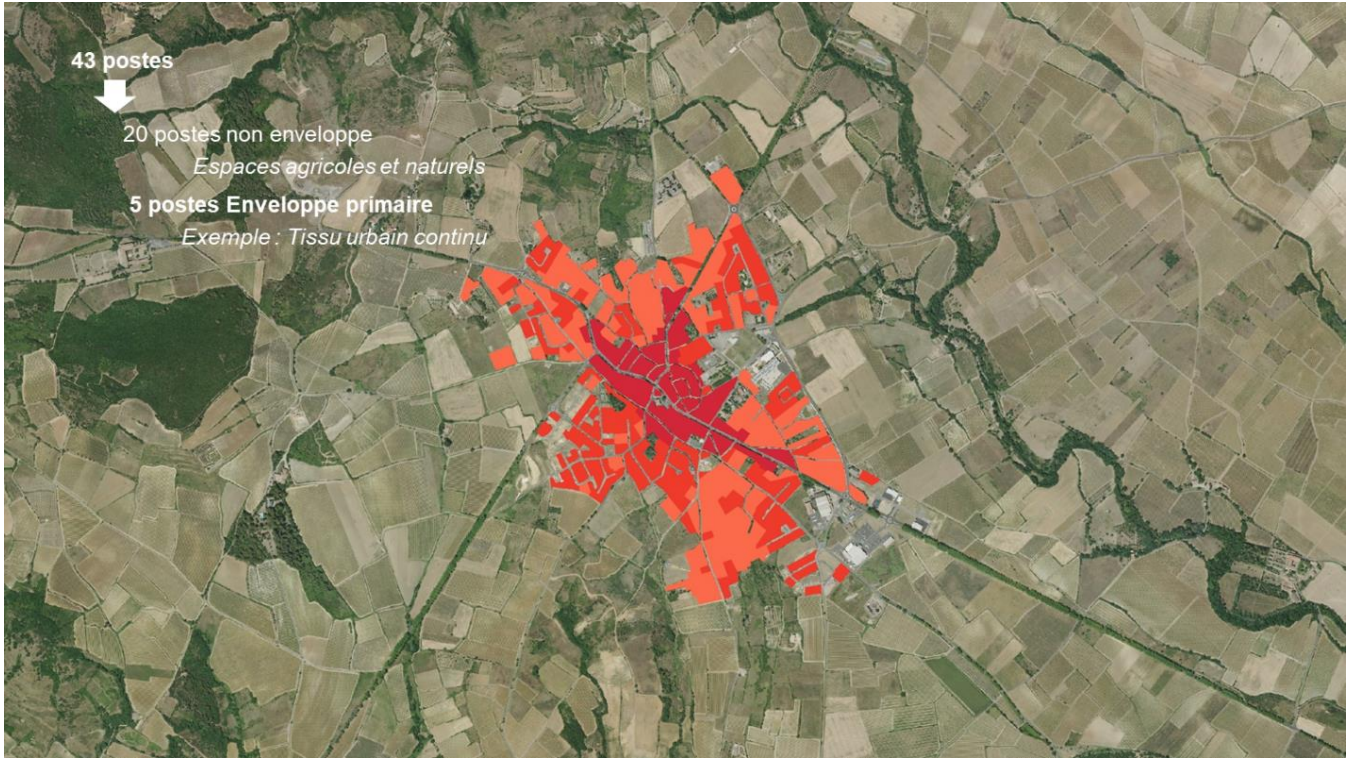 43 postes
20 postes non enveloppe
Espaces agricoles et naturels
5 postes Enveloppe primaire
Exemple : Tissu urbain continu